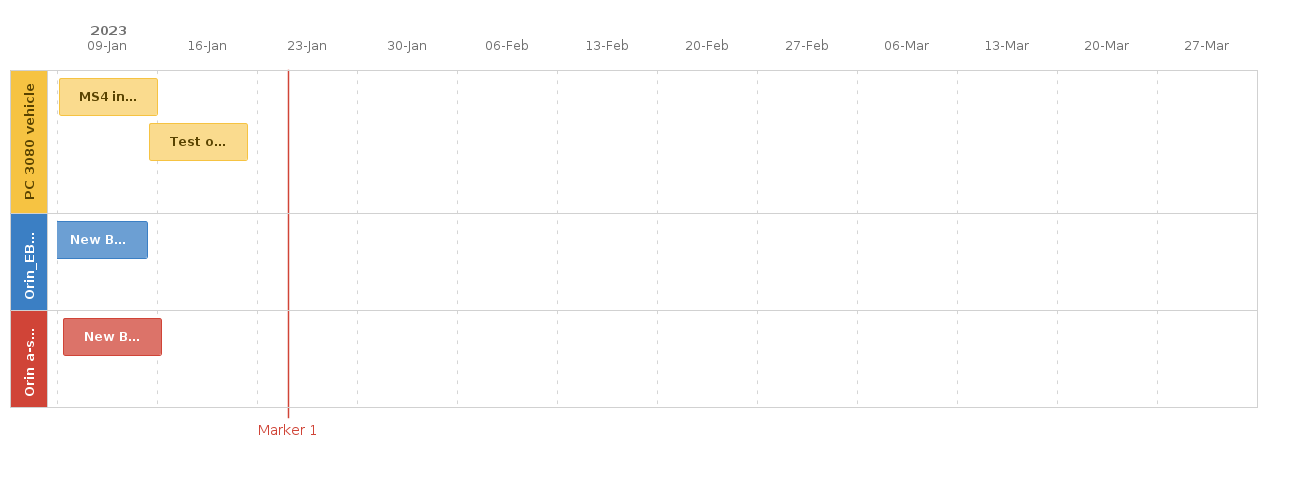 2023
09-Jan 16-Jan 23-Jan 30-Jan 06-Feb 13-Feb 20-Feb 27-Feb 06-Mar 13-Mar 20-Mar 27-Mar
PC 3080 vehicle
MS4 in...
Test o...
Orin_EB...
New B...
Orin a-s...
New B...
Marker 1